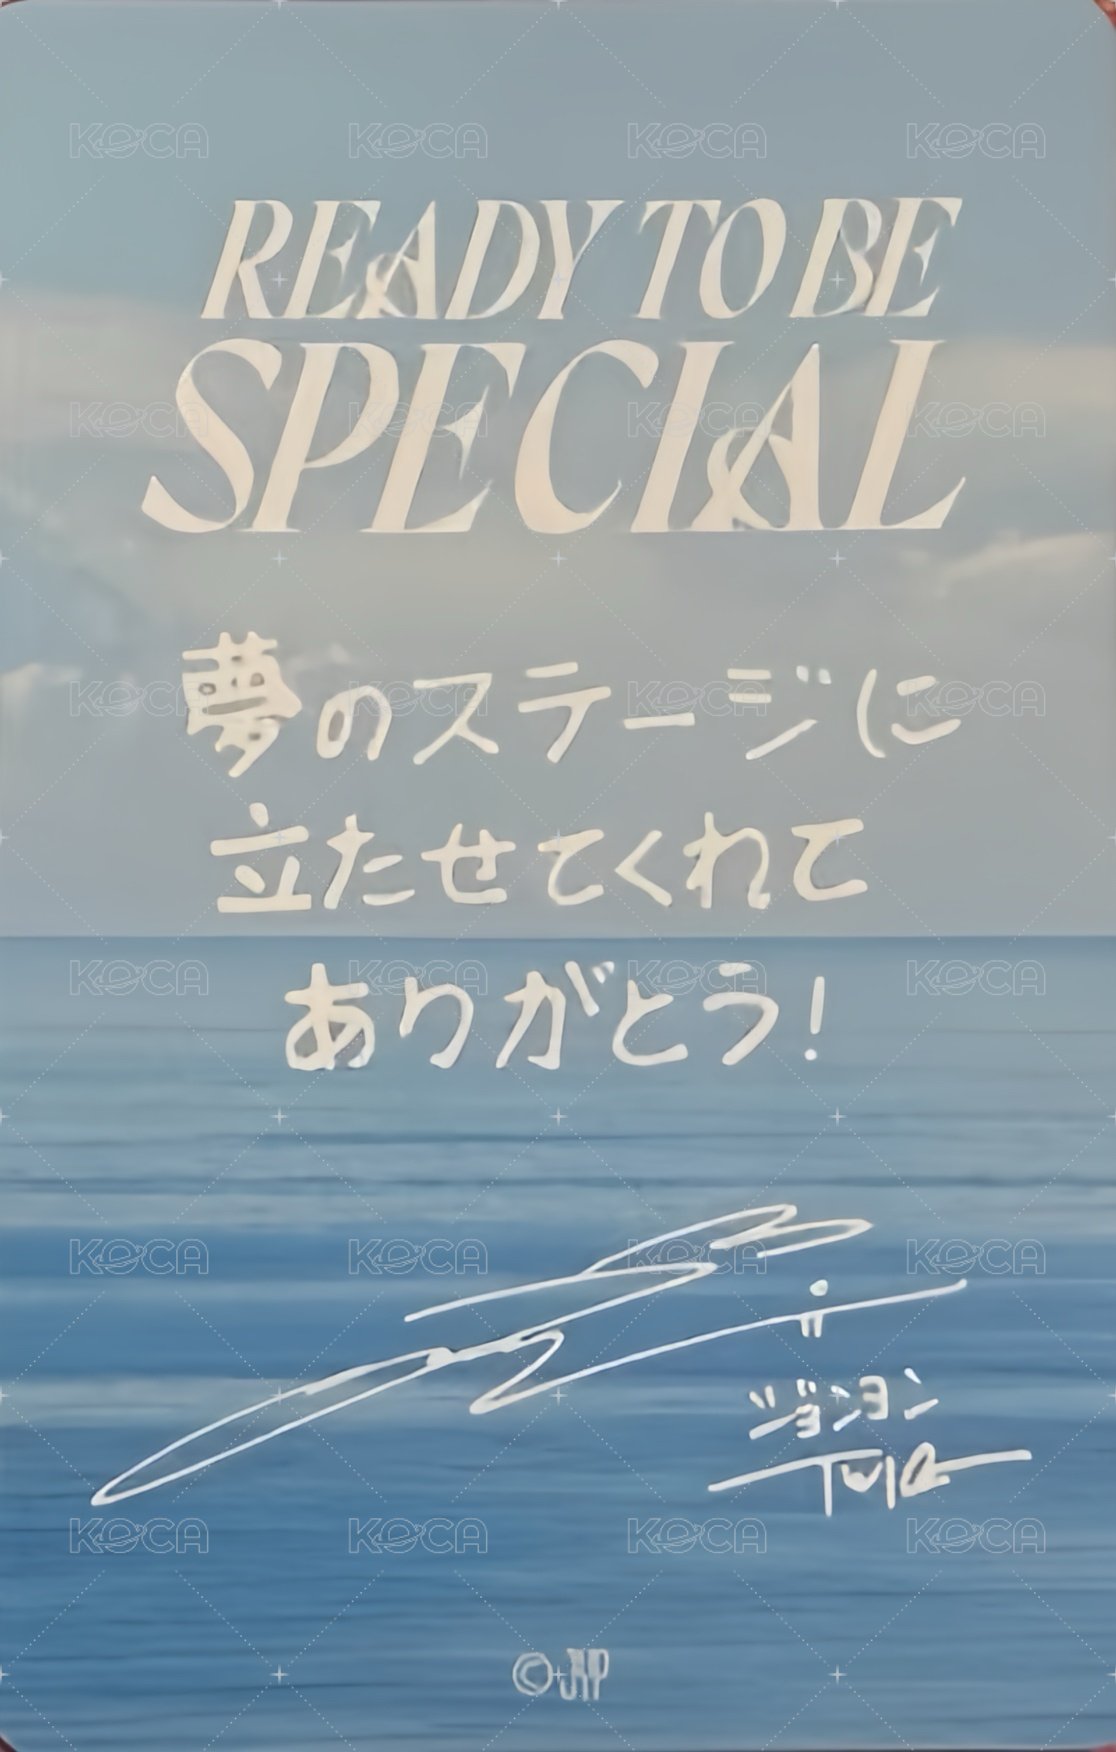 READY TO BE
SPECIAL
夢のステージに
立たせてくれて
ありがとう!
ジョンヨン
TWICE
©JYP
KOCA